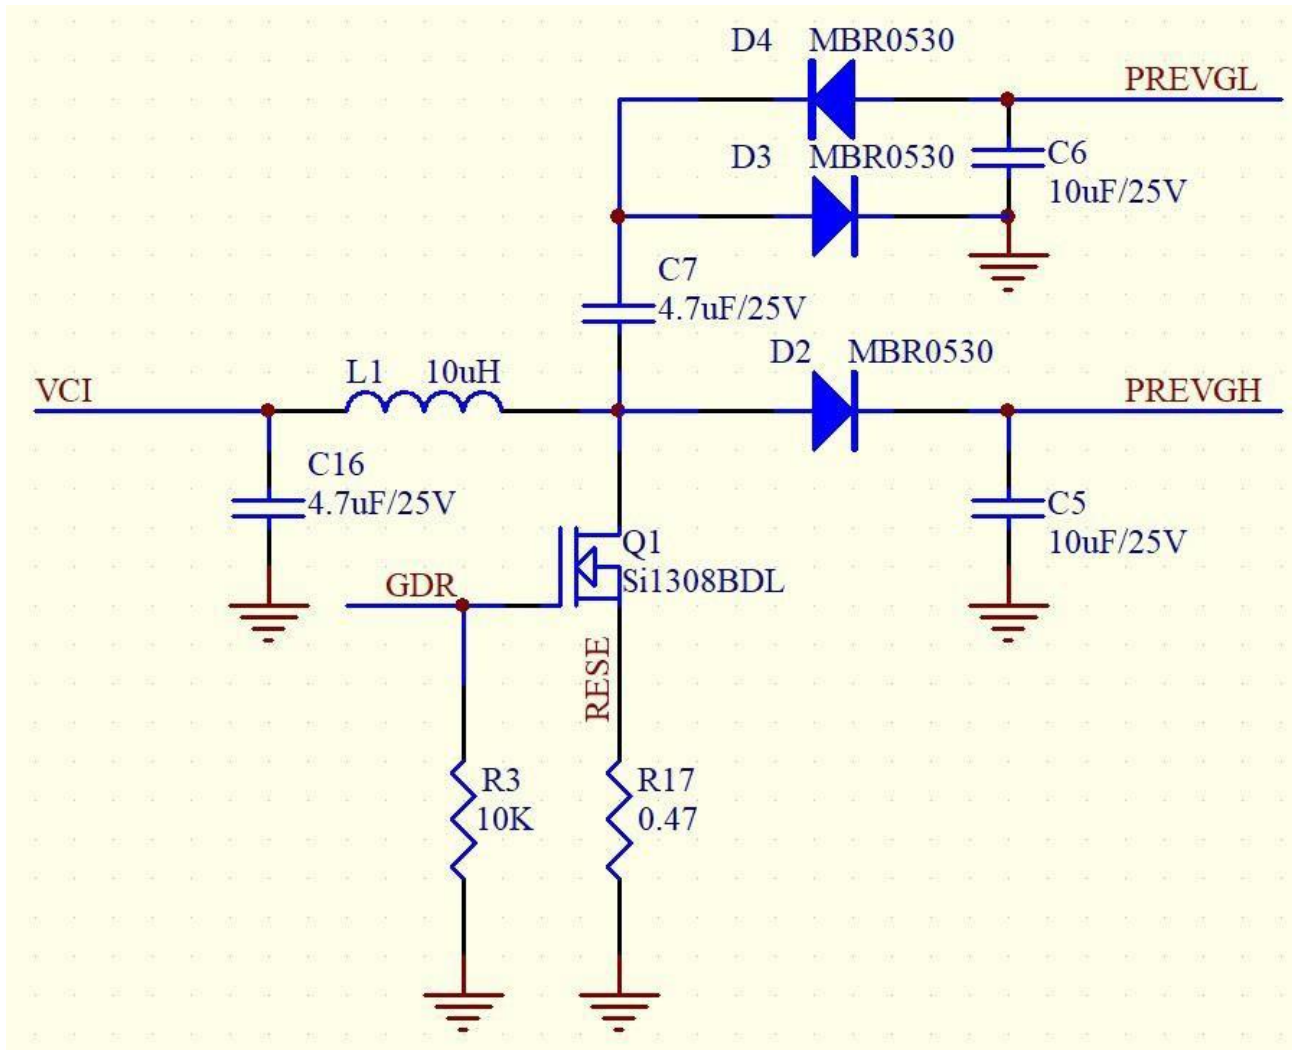 D4 MBR0530
PREVGL
D3 MBR0530
C6
10uF/25V
C7
4.7uF/25V
D2 MBR0530
L1 10uH
VCI
PREVGH
C16
4.7uF/25V
C5
10uF/25V
Q1
Si1308BDL
GDR
RESE
R3
10K
R17
0.47